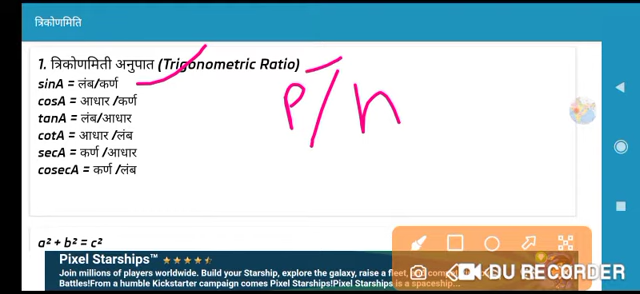 त्रिकोणमिति
1. त्रिकोणमिती अनुपात (Trigonometric Ratio)
sinA = लंब/कर्ण
cosA = आधार /कर्ण
tanA = लंब/आधार
cotA = आधार /लंब
secA = कर्ण /आधार
cosecA = कर्ण /लंब
P/h
a² + b² = c²
Pixel Starships™
Join millions of players worldwide. Build your Starship, explore the galaxy, raise a fleet,
Battles!From a humble Kickstarter campaign comes Pixel Starships!Pixel Starships is a spaceship...
DU RECORDER